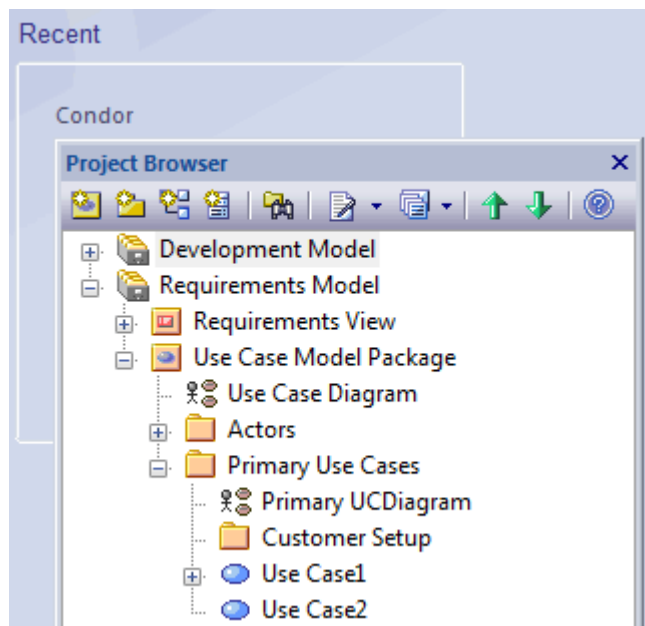 Recent
Condor
Project Browser
Development Model
Requirements Model
Requirements View
Use Case Model Package
Use Case Diagram
Actors
Primary Use Cases
Primary UCDiagram
Customer Setup
Use Case1
Use Case2